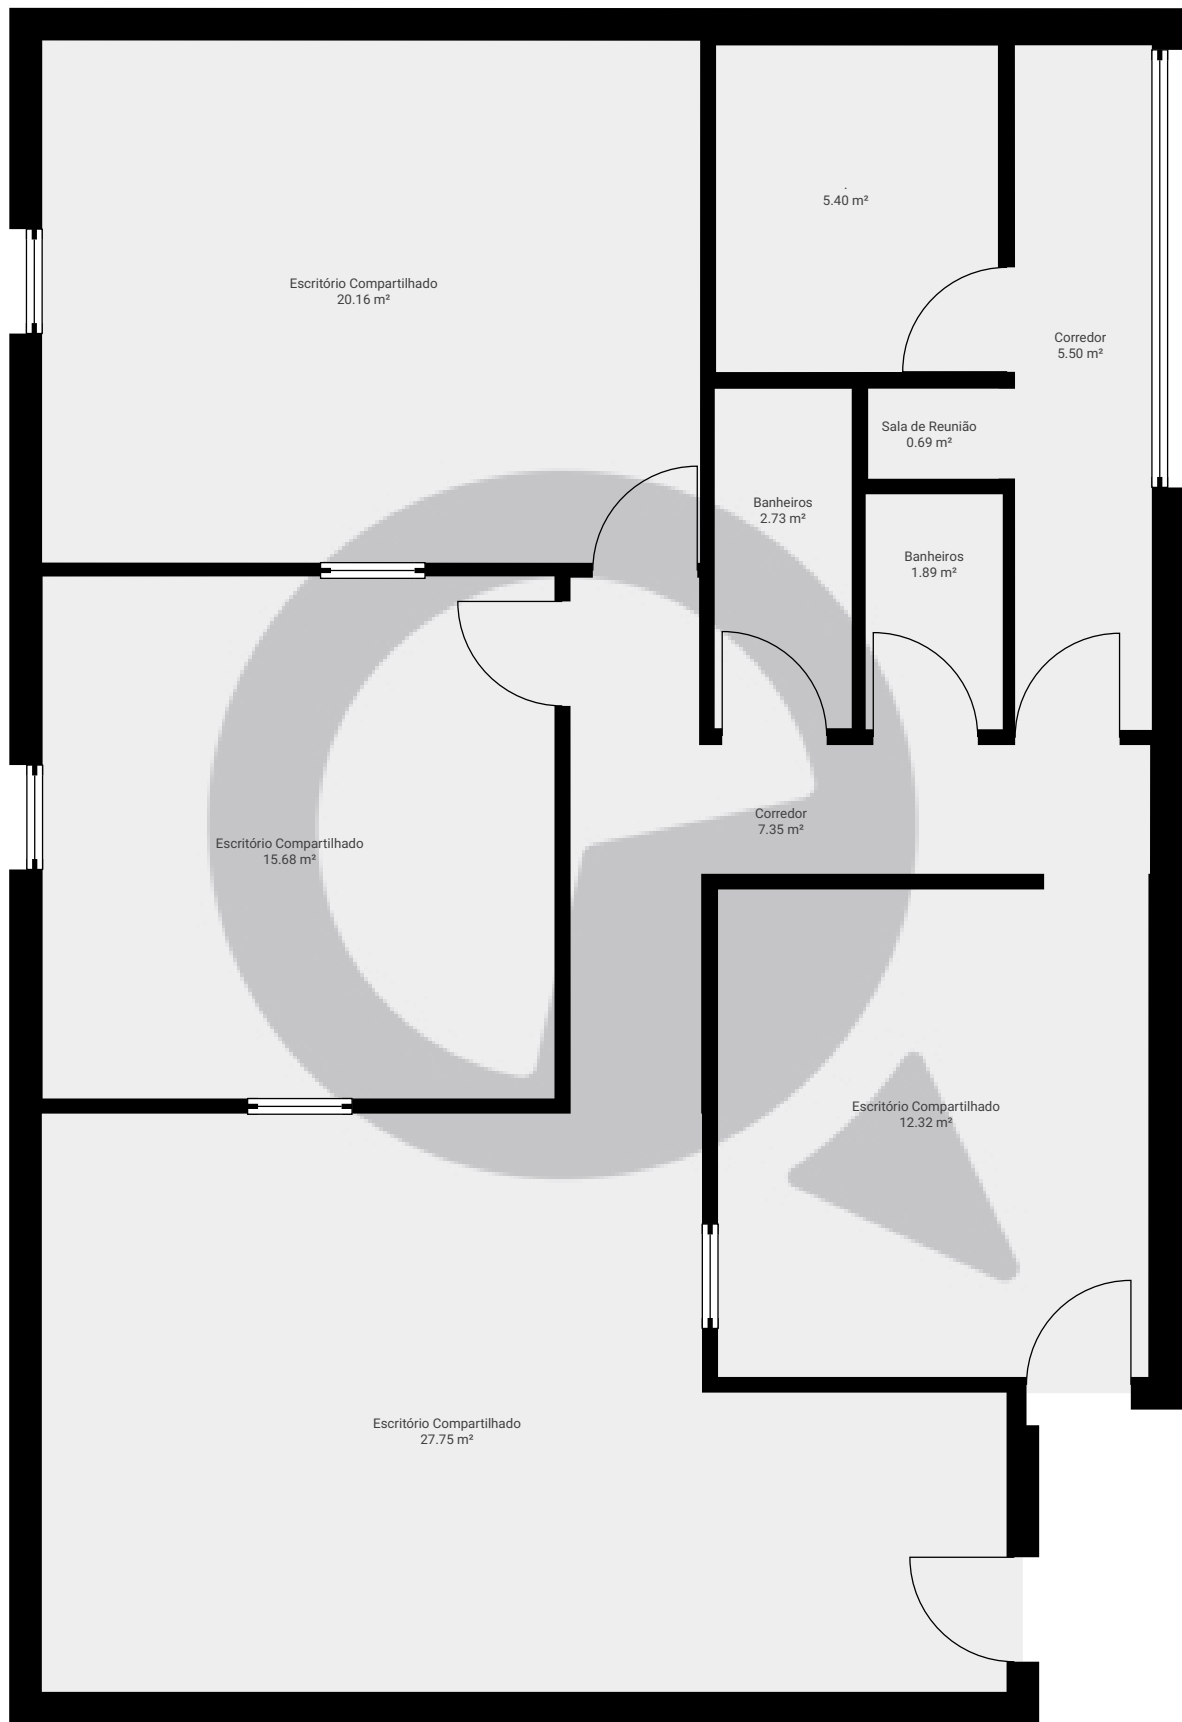 .
5.40 m²
Escritório Compartilhado
20.16 m²
Corredor
5.50 m²
Sala de Reunião
0.69 m²
Banheiros
2.73 m²
Banheiros
1.89 m²
Corredor
7.35 m²
Escritório Compartilhado
15.68 m²
Escritório Compartilhado
12.32 m²
Escritório Compartilhado
27.75 m²